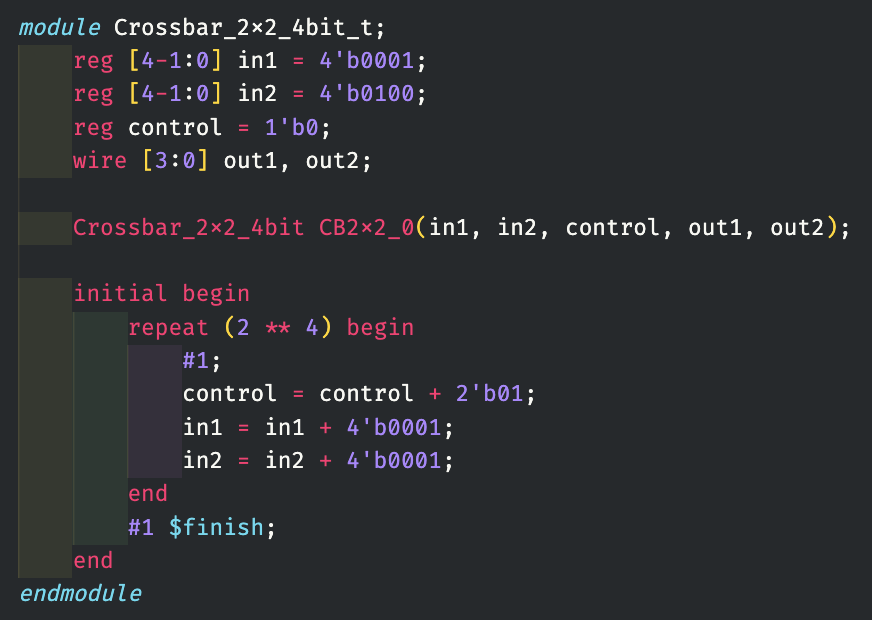 module Crossbar_2x2_4bit_t;
    reg [4-1:0] in1 = 4'b0001;
    reg [4-1:0] in2 = 4'b0100;
    reg control = 1'b0;
    wire [3:0] out1, out2;

    Crossbar_2x2_4bit CB2x2_0(in1, in2, control, out1, out2);

    initial begin
        repeat (2 ** 4) begin
            #1;
            control = control + 2'b01;
            in1 = in1 + 4'b0001;
            in2 = in2 + 4'b0001;
        end
        #1 $finish;
    end
endmodule